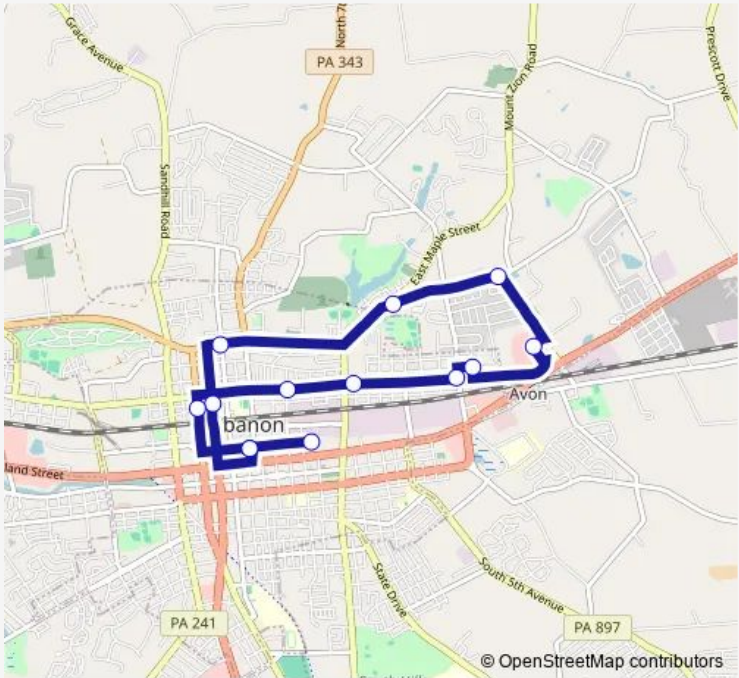 Grace Avenue
North 7
PA 343
Mount Zion Road
Prescott Drive
Sandhill Road
East Maple Street
Avon
banon
land Street
State Drive
South 5th Avenue
PA 241
PA 897
© OpenStreetMap contributors